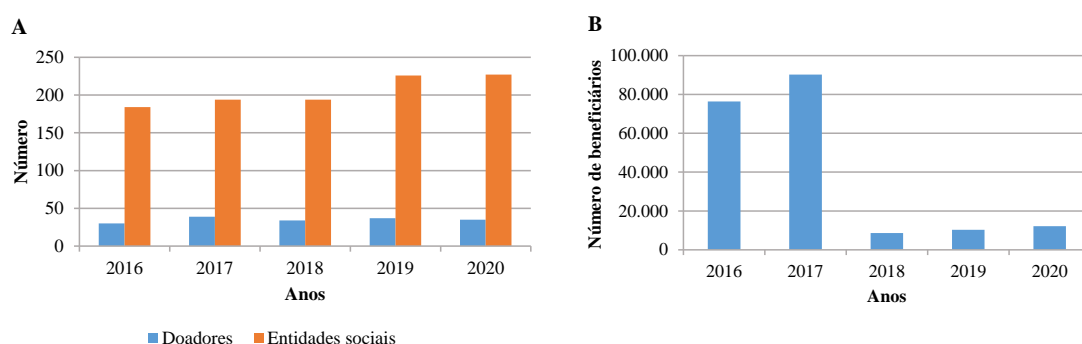 A
250
200
150
100
50
0
Número
2016 2017 2018 2019 2020
Anos
Doadores Entidades sociais
B
100.000
80.000
60.000
40.000
20.000
0
Número de beneficiários
2016 2017 2018 2019 2020
Anos